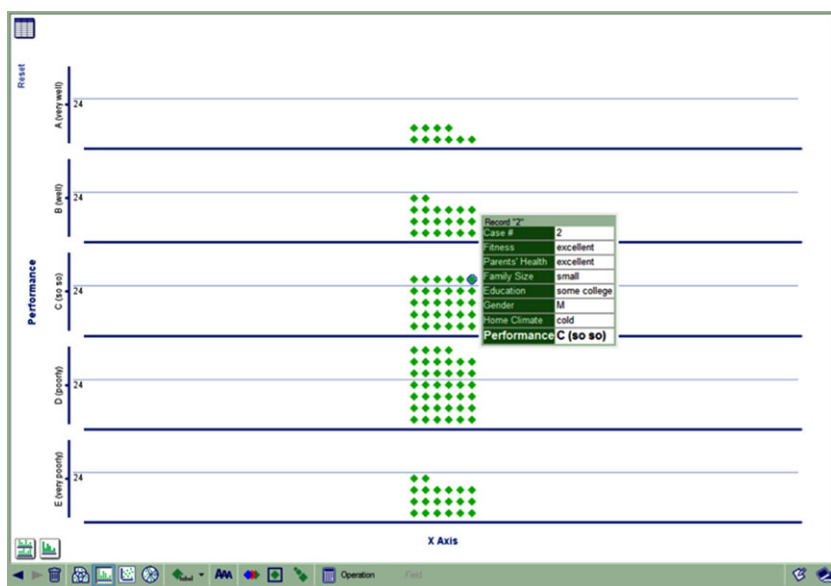 Reset
Performance
A (very well)
24
B (well)
24
C (so so)
24
D (poorly)
24
E (very poorly)
24
Record "2"
Case # 2
Fitness excellent
Parents' Health excellent
Family Size small
Education some college
Gender M
Home Climate cold
Performance C (so so)
X Axis
label
Operation
Field